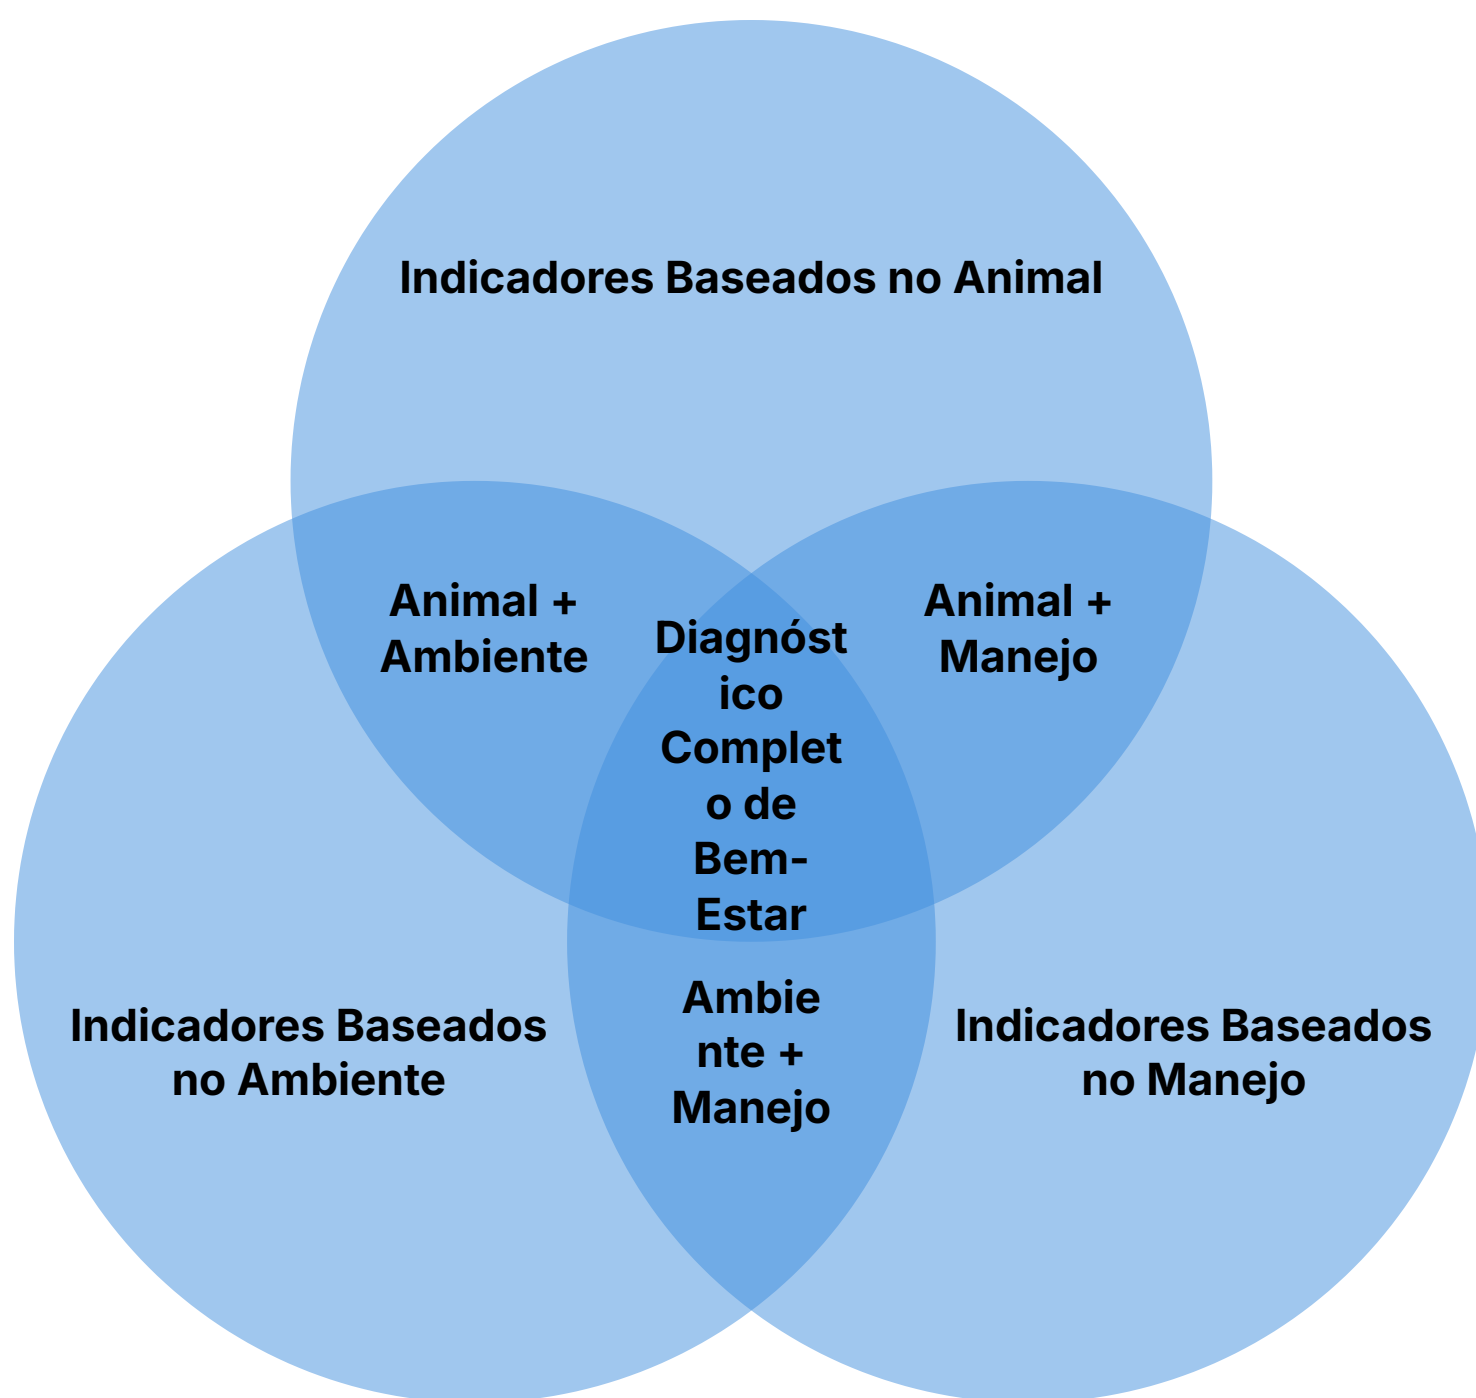 Indicadores Baseados no Animal
Animal +
Ambiente
Diagnóst
ico
Complet
o de
Bem-
Estar
Animal +
Manejo
Indicadores Baseados
no Ambiente
Ambie
nte +
Manejo
Indicadores Baseados
no Manejo